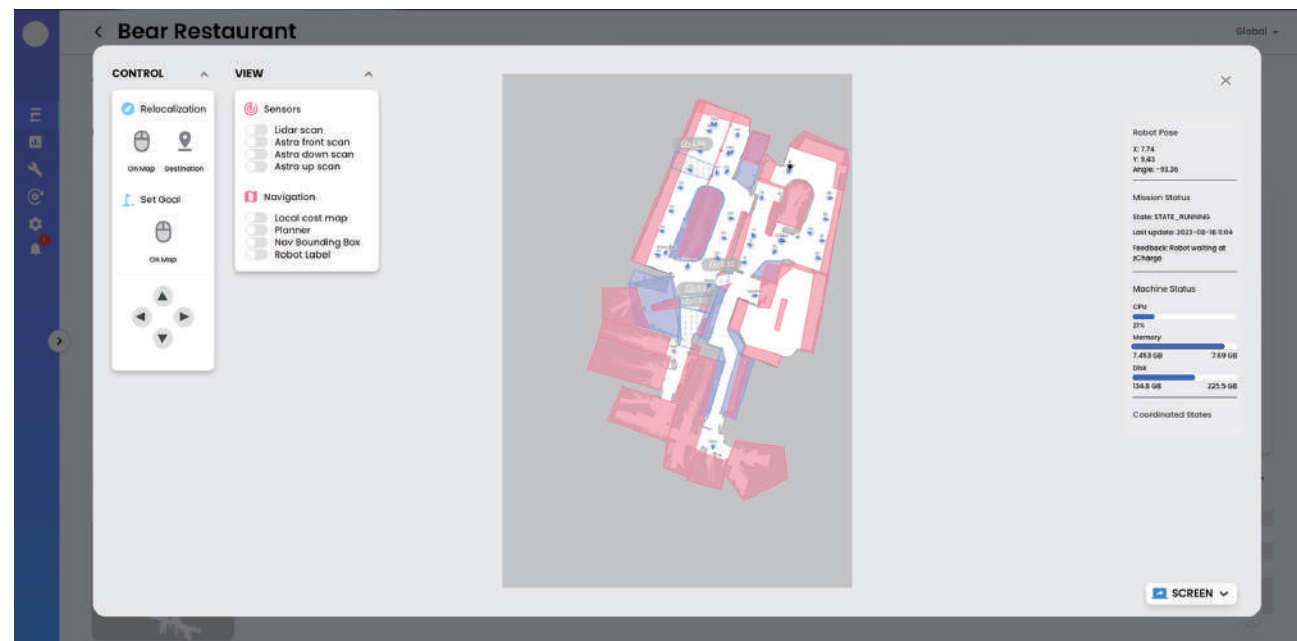 Bear Restaurant
Global
CONTROL
Relocalization
On Map Destination
Set Goal
On Map
VIEW
Sensors
Lidar scan
Astra front scan
Astra down scan
Astra up scan
Navigation
Local cost map
Planner
Nav Bounding Box
Robot Label
Robot Pose
X: 7.74
Y: 9.43
Angle: -93.26
Mission Status
State: STATE_RUNNING
Last update: 2023-08-16 11:04
Feedback: Robot waiting at
Machine Status
CPU
21%
Memory
7.453 GB 7.69 GB
Disk
134.8 GB 225.5 GB
Coordinated States
SCREEN